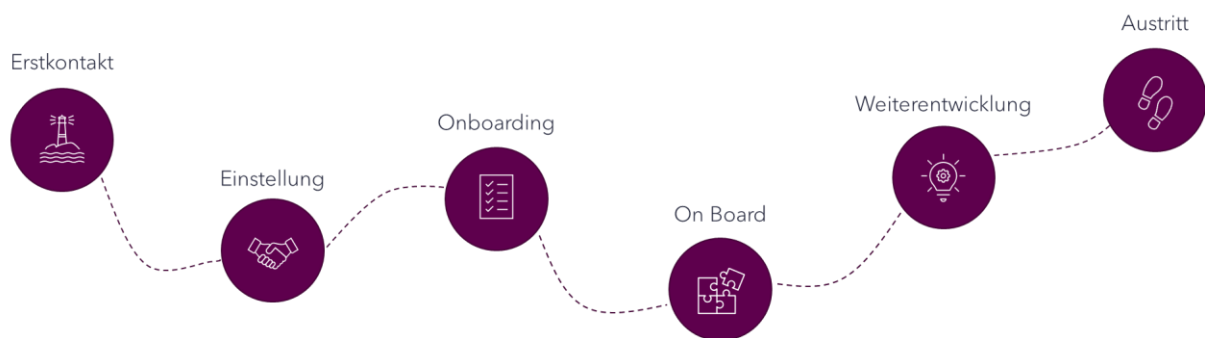 Erstkontakt
Einstellung
Onboarding
On Board
Weiterentwicklung
Austritt